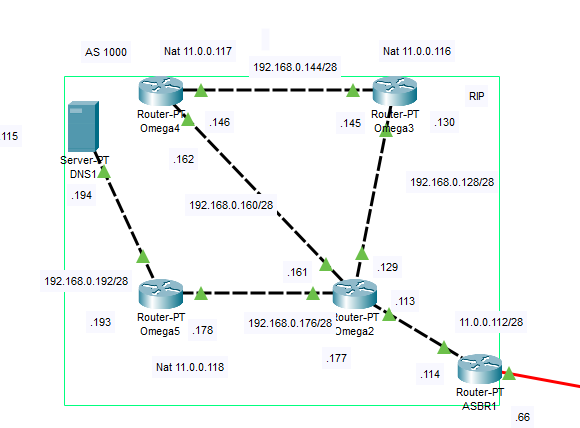 AS 1000
Nat 11.0.0.117
Nat 11.0.0.116
192.168.0.144/28
RIP
Router-PT
Omega4
.146
.145
Router-PT
Omega3
.130
115
Server-PT
DNS1
.162
.194
192.168.0.128/28
192.168.0.160/28
.161
.129
192.168.0.192/28
.193
Router-PT
Omega5
.178
192.168.0.176/28
Router-PT
Omega2
.113
11.0.0.112/28
.177
Nat 11.0.0.118
.114
Router-PT
ASBR1
.66